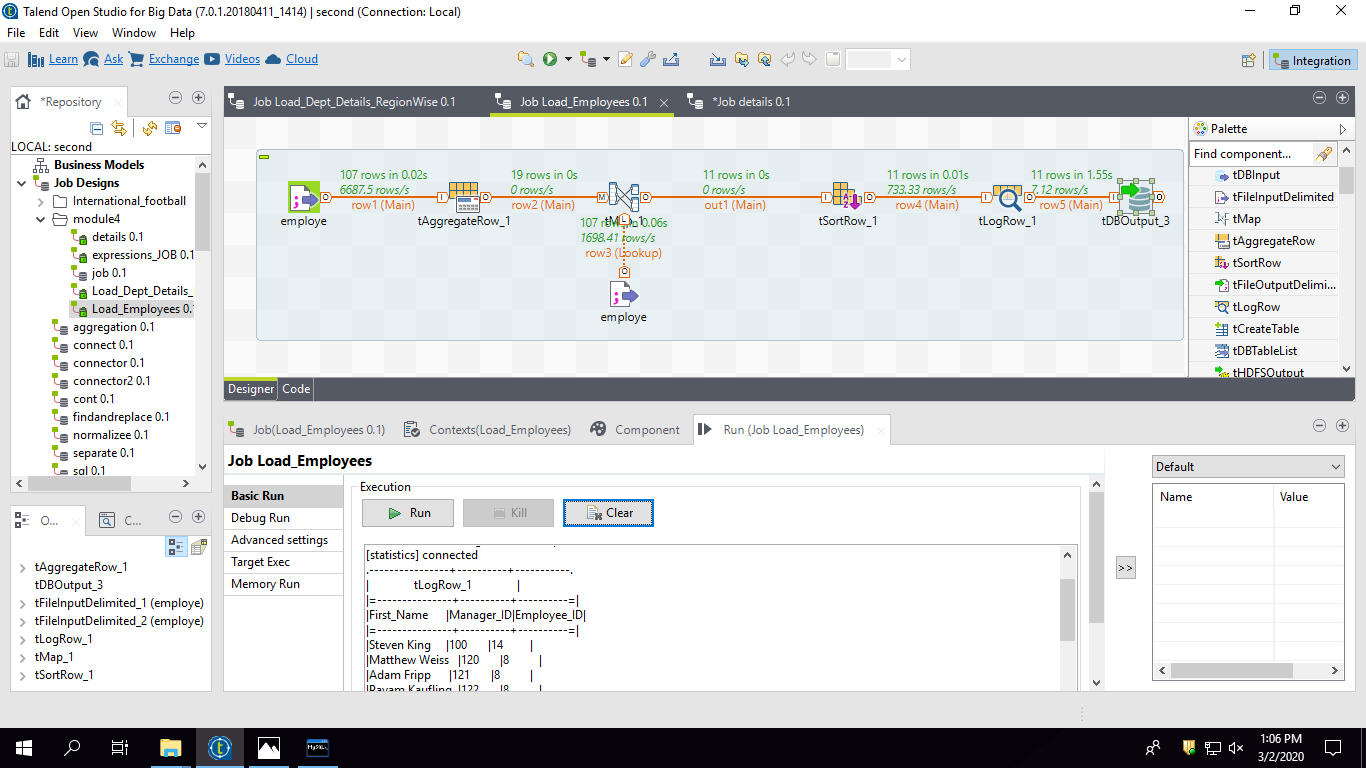 Talend Open Studio for Big Data (7.0.1.20180411_1414) | second (Connection: Local)
File Edit View Window Help
Learn Ask Exchange Videos Cloud
Integration
*Repository
LOCAL: second
Business Models
Job Designs
International_football
module4
details 0.1
expressions_JOB 0.1
job 0.1
Load_Dept_Details_
Load_Employees 0.1
aggregation 0.1
connect 0.1
connector 0.1
connector2 0.1
cont 0.1
findandreplace 0.1
normalizee 0.1
separate 0.1
sql 0.1
O... C...
tAggregateRow_1
tDBOutput_3
tFileInputDelimited_1 (employe)
tFileInputDelimited_2 (employe)
tLogRow_1
tMap_1
tSortRow_1
Job Load_Dept_Details_RegionWise 0.1 Job Load_Employees 0.1 *Job details 0.1
107 rows in 0.02s 19 rows in 0s 11 rows in 0s 11 rows in 0.01s 11 rows in 1.55s
6687.5 rows/s 0 rows/s 0 rows/s 733.33 rows/s 7.12 rows/s
row1 (Main) row2 (Main) out1 (Main) row4 (Main) row5 (Main)
employe tAggregateRow_1 tSortRow_1 tLogRow_1 tDBOutput_3
1698.41 rows/s
row3 (Lookup)
employe
Designer Code
Palette
Find component...
tDBInput
tFileInputDelimited
tMap
tAggregateRow
tSortRow
tFileOutputDelimi...
tLogRow
tCreateTable
tDBTableList
tHDFSOutput
Job(Load_Employees 0.1) Contexts(Load_Employees) Component Run (Job Load_Employees)
Job Load_Employees
Basic Run
Debug Run
Advanced settings
Target Exec
Memory Run
Execution
Run Kill Clear
[statistics] connected
.----------------+----------+-----------.
| tLogRow_1 |
|=---------------+----------+----------=|
|First_Name |Manager_ID|Employee_ID|
|=---------------+----------+----------=|
|Steven King |100 |14 |
|Matthew Weiss |120 |8 |
|Adam Fripp |121 |8 |
|Payam Kaufling |122 |8 |
>>
Default
Name Value
MySQL
1:06 PM
3/2/2020